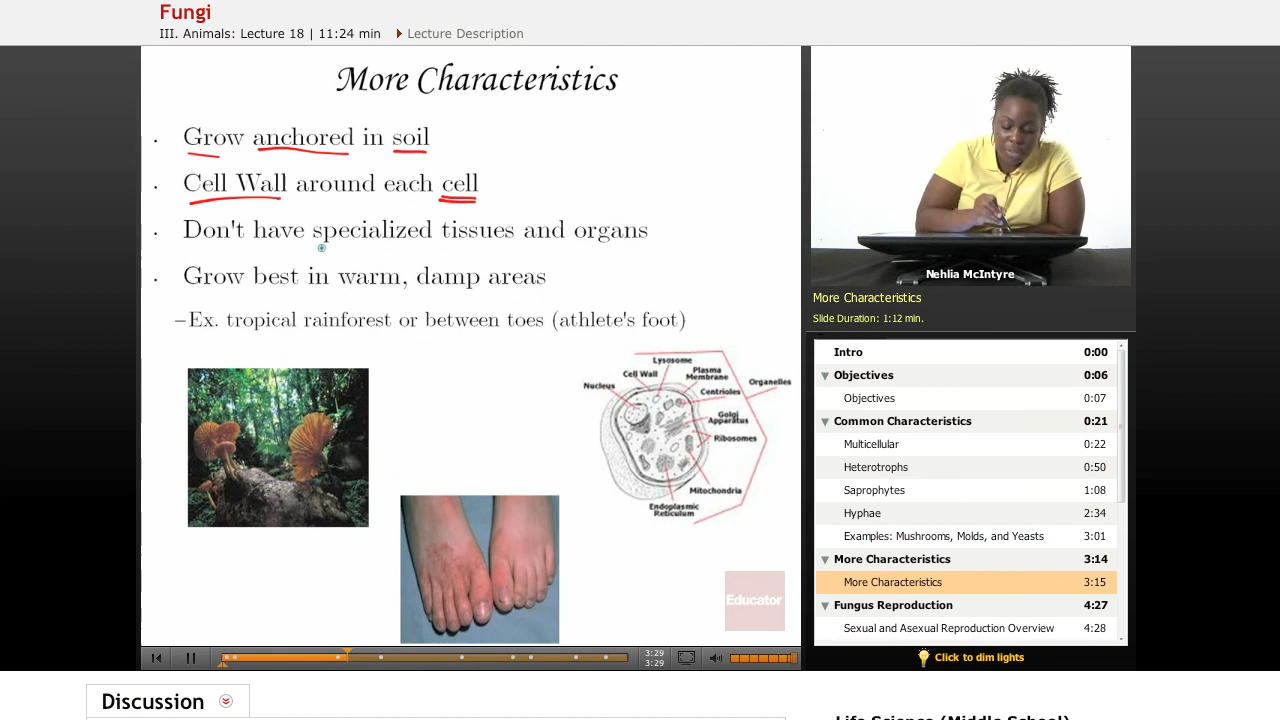 Fungi
III. Animals: Lecture 18 | 11:24 min Lecture Description
More Characteristics
· Grow anchored in soil
· Cell Wall around each cell
· Don't have specialized tissues and organs
· Grow best in warm, damp areas
–Ex. tropical rainforest or between toes (athlete's foot)
Lysosome
Cell Wall
Plasma
Membrane
Nucleus
Organelles
Centrioles
Golgi
Apparatus
Ribosomes
Mitochondria
Endoplasmic
Reticulum
Educator
3:29
3:29
Nehlia McIntyre
More Characteristics
Slide Duration: 1:12 min.
Intro 0:00
Objectives 0:06
Objectives 0:07
Common Characteristics 0:21
Multicellular 0:22
Heterotrophs 0:50
Saprophytes 1:08
Hyphae 2:34
Examples: Mushrooms, Molds, and Yeasts 3:01
More Characteristics 3:14
More Characteristics 3:15
Fungus Reproduction 4:27
Sexual and Asexual Reproduction Overview 4:28
Click to dim lights
Discussion
Life Science (Middle School)